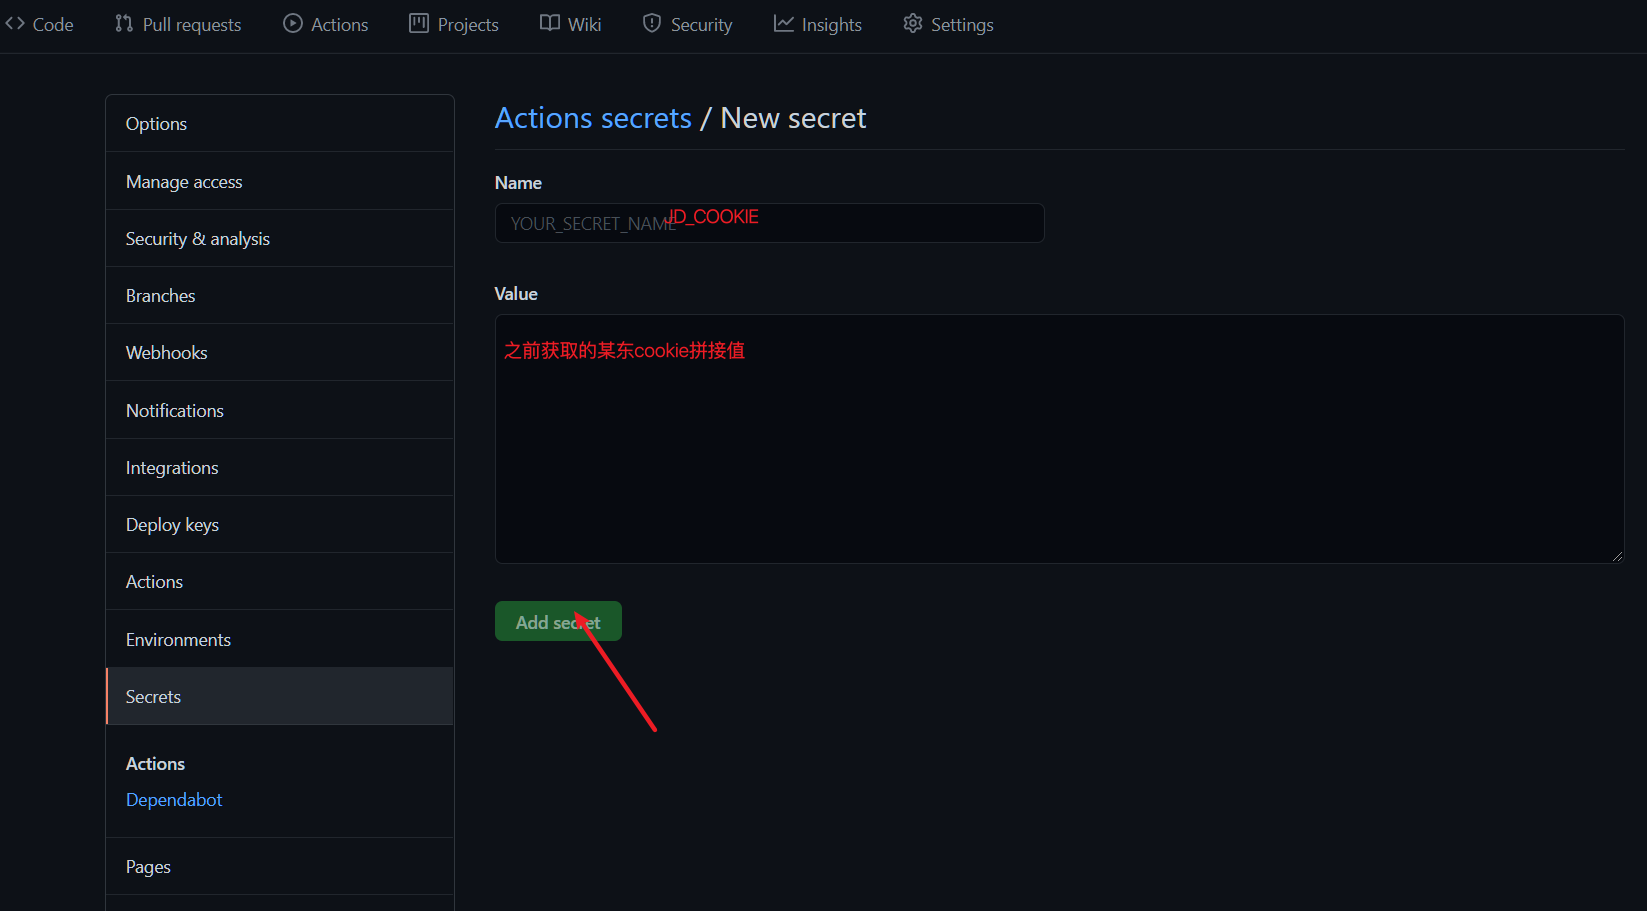 Code Pull requests Actions Projects Wiki Security Insights Settings
Options
Manage access
Security & analysis
Branches
Webhooks
Notifications
Integrations
Deploy keys
Actions
Environments
Secrets
Actions
Dependabot
Pages
Actions secrets / New secret
Name
YOUR_SECRET_NAME JD_COOKIE
Value
之前获取的某东cookie拼接值
Add secret